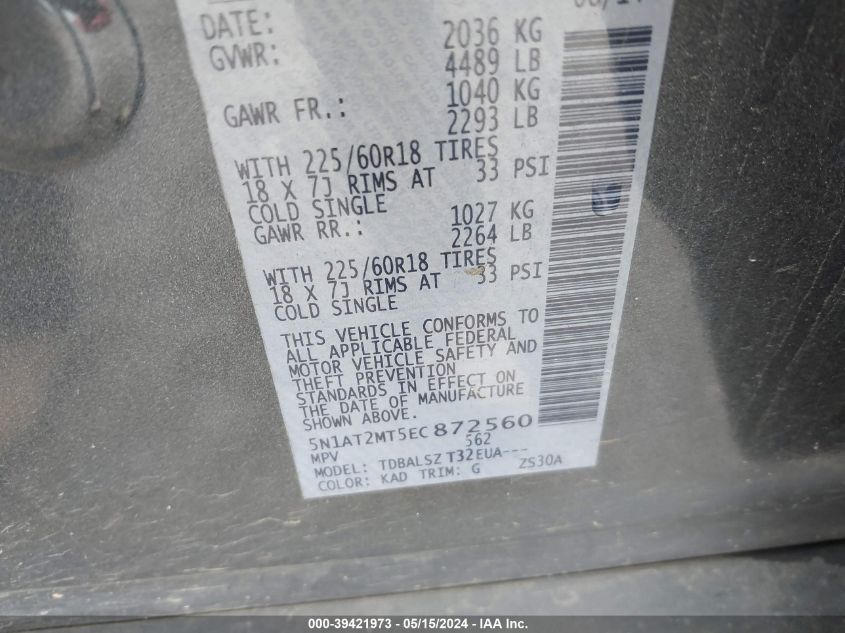 DATE:
GVWR: 2036 KG
4489 LB
GAWR FR.: 1040 KG
2293 LB
WITH 225/60R18 TIRES
18 X 7J RIMS AT 33 PSI
COLD SINGLE
GAWR RR.: 1027 KG
2264 LB
WITH 225/60R18 TIRES
18 X 7J RIMS AT 33 PSI
COLD SINGLE
THIS VEHICLE CONFORMS TO
ALL APPLICABLE FEDERAL
MOTOR VEHICLE SAFETY AND
THEFT PREVENTION
STANDARDS IN EFFECT ON
THE DATE OF MANUFACTURE
SHOWN ABOVE.
5N1AT2MT5EC872560
MPV 562
MODEL: TDBALSZ T32EUA---
COLOR: KAD TRIM: G ZS30A
000-39421973 - 05/15/2024 - IAA Inc.